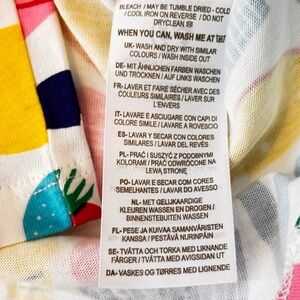 BLEACH / MAY BE TUMBLE DRIED - COLD
/ COOL IRON ON REVERSE / DO NOT
DRYCLEAN
WHEN YOU CAN, WASH ME AT
UK- WASH AND DRY WITH SIMILAR
COLOURS / WASH INSIDE OUT
DE- MIT ÄHNLICHEN FARBEN WASCHEN
UND TROCKNEN / AUF LINKS WASCHEN
FR- LAVER ET FAIRE SÉCHER AVEC DES
COULEURS SIMILAIRES / LAVER SUR
L'ENVERS
IT- LAVARE E ASCIUGARE CON CAPI DI
COLORE SIMILE / LAVARE A ROVESCIO
ES- LAVAR Y SECAR CON COLORES
SIMILARES / LAVAR DEL REVÉS
PL- PRAĆ I SUSZYĆ Z PODOBNYMI
KOLORAMI / PRAĆ ODWRÓCONE NA
LEWĄ STRONĘ
PO- LAVAR E SECAR COM CORES
SEMELHANTES / LAVAR DO AVESSO
NL- MET GELIJKAARDIGE
KLEUREN WASSEN EN DROGEN /
BINNENSTEBUITEN WASSEN
FL- PESE JA KUIVAA SAMANVÄRISTEN
KANSSA / PESTÄVÄ NURINPÄIN
SE- TVÄTTA OCH TORKA MED LIKNANDE
FÄRGER / TVÄTTA MED AVIGSIDAN UT
DA- VASKES OG TØRRES MED LIGNENDE